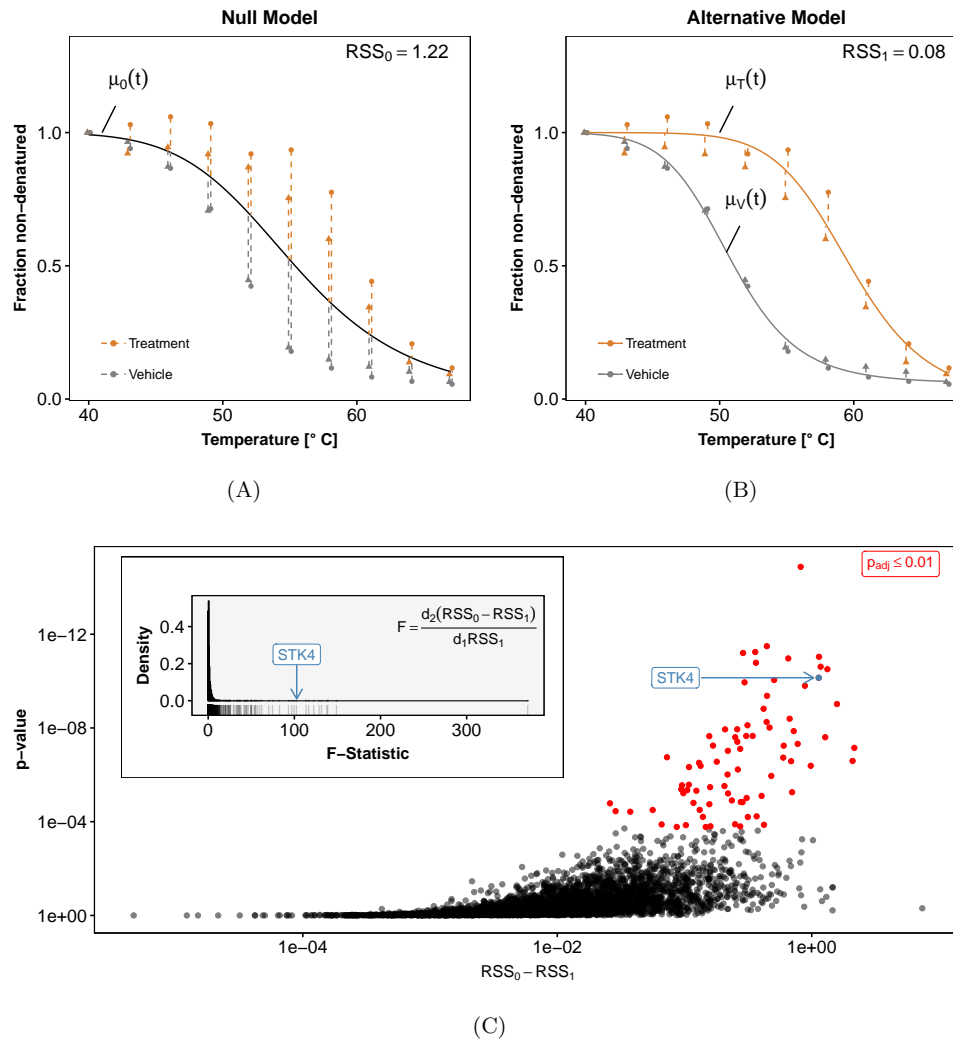 Null Model
RSS₀ = 1.22
μ₀(t)
Fraction non−denatured
1.0
0.5
0.0
Treatment
Vehicle
40 50 60
Temperature [° C]
(A)
Alternative Model
RSS₁ = 0.08
μ_T(t)
μ_V(t)
Fraction non−denatured
1.0
0.5
0.0
Treatment
Vehicle
40 50 60
Temperature [° C]
(B)
p_adj ≤ 0.01
p−value
1e−12
1e−08
1e−04
1e+00
STK4
Density
0.4
0.2
0.0
F = d₂(RSS₀ − RSS₁) / d₁RSS₁
STK4
0 100 200 300
F−Statistic
1e−04 1e−02 1e+00
RSS₀ − RSS₁
(C)